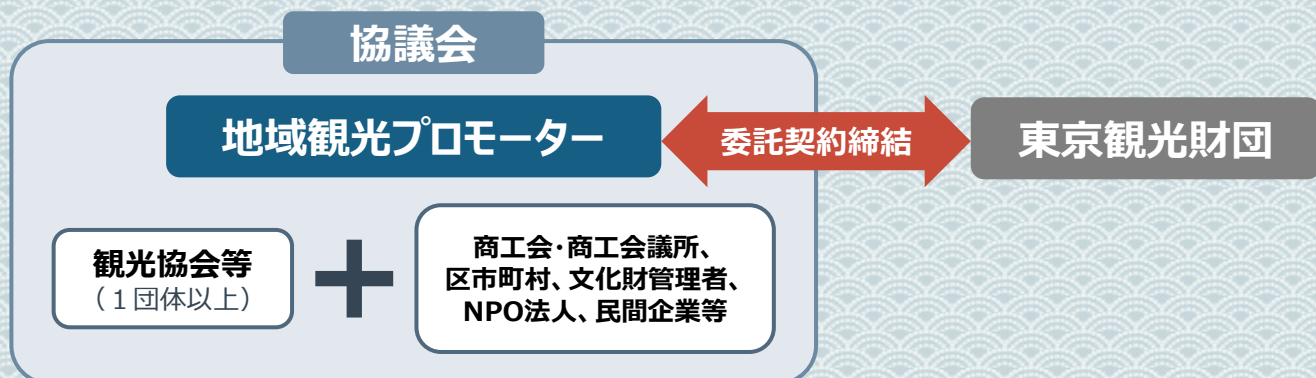 協議会
地域観光プロモーター
委託契約締結
東京観光財団
観光協会等
（１団体以上）
＋
商工会・商工会議所、
区市町村、文化財管理者、
NPO法人、民間企業等